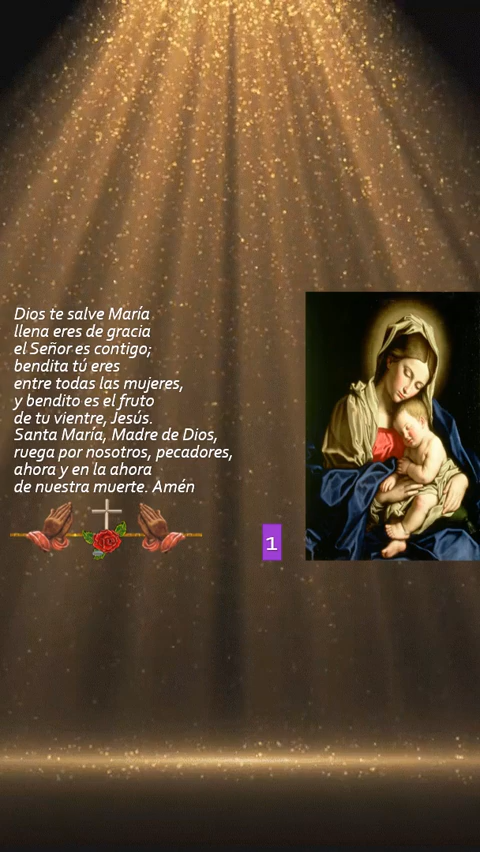 Dios te salve María
llena eres de gracia
el Señor es contigo;
bendita tú eres
entre todas las mujeres,
y bendito es el fruto
de tu vientre, Jesús.
Santa María, Madre de Dios,
ruega por nosotros, pecadores,
ahora y en la ahora
de nuestra muerte. Amén
1